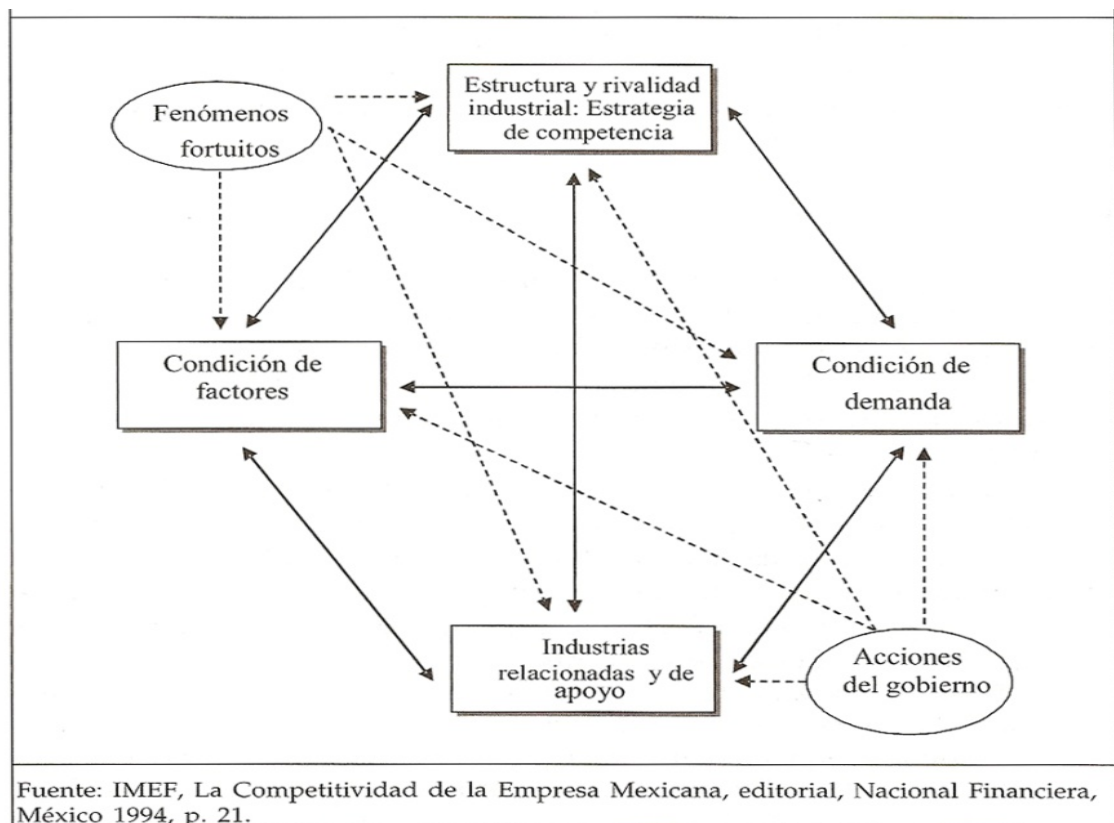 Estructura y rivalidad
industrial: Estrategia
de competencia
Fenómenos
fortuitos
Condición de
factores
Condición de
demanda
Industrias
relacionadas y de
apoyo
Acciones
del gobierno
Fuente: IMEF, La Competitividad de la Empresa Mexicana, editorial, Nacional Financiera,
México 1994, p. 21.